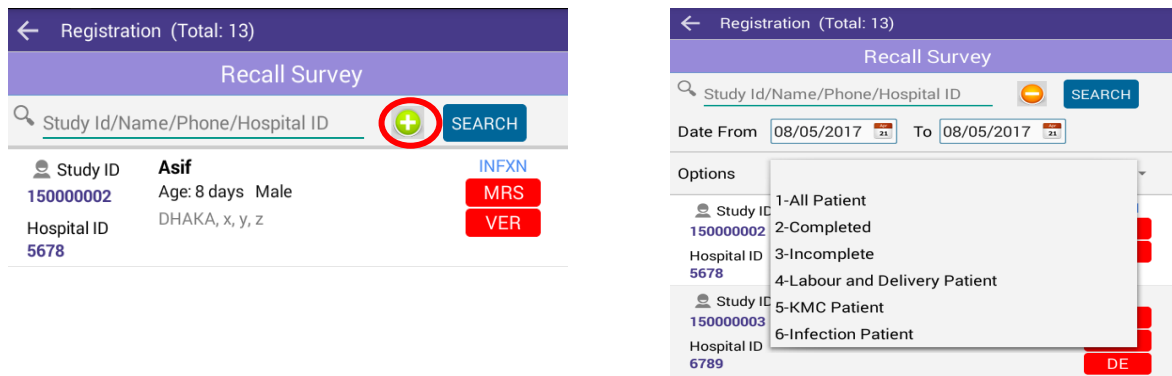 Registration (Total: 13)
Recall Survey
Study Id/Name/Phone/Hospital ID SEARCH
Study ID Asif INFXN
150000002 Age: 8 days Male MRS
Hospital ID DHAKA, x, y, z VER
5678
Registration (Total: 13)
Recall Survey
Study Id/Name/Phone/Hospital ID SEARCH
Date From 08/05/2017 21 To 08/05/2017 21
Options
1-All Patient
Study ID
150000002 2-Completed
Hospital ID 3-Incomplete
5678
4-Labour and Delivery Patient
Study ID
5-KMC Patient
150000003
6-Infection Patient
Hospital ID
6789 DE